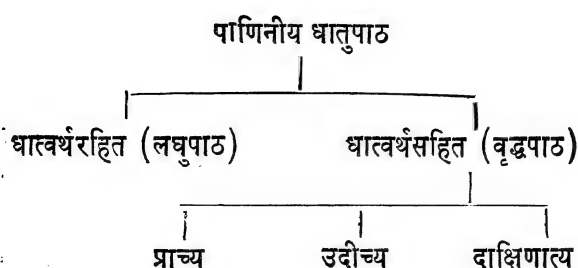 पाणिनीय धातुपाठ
धात्वर्थरहित (लघुपाठ) धात्वर्थसहित (वृद्धपाठ)
प्राच्य उदीच्य दाक्षिणात्य